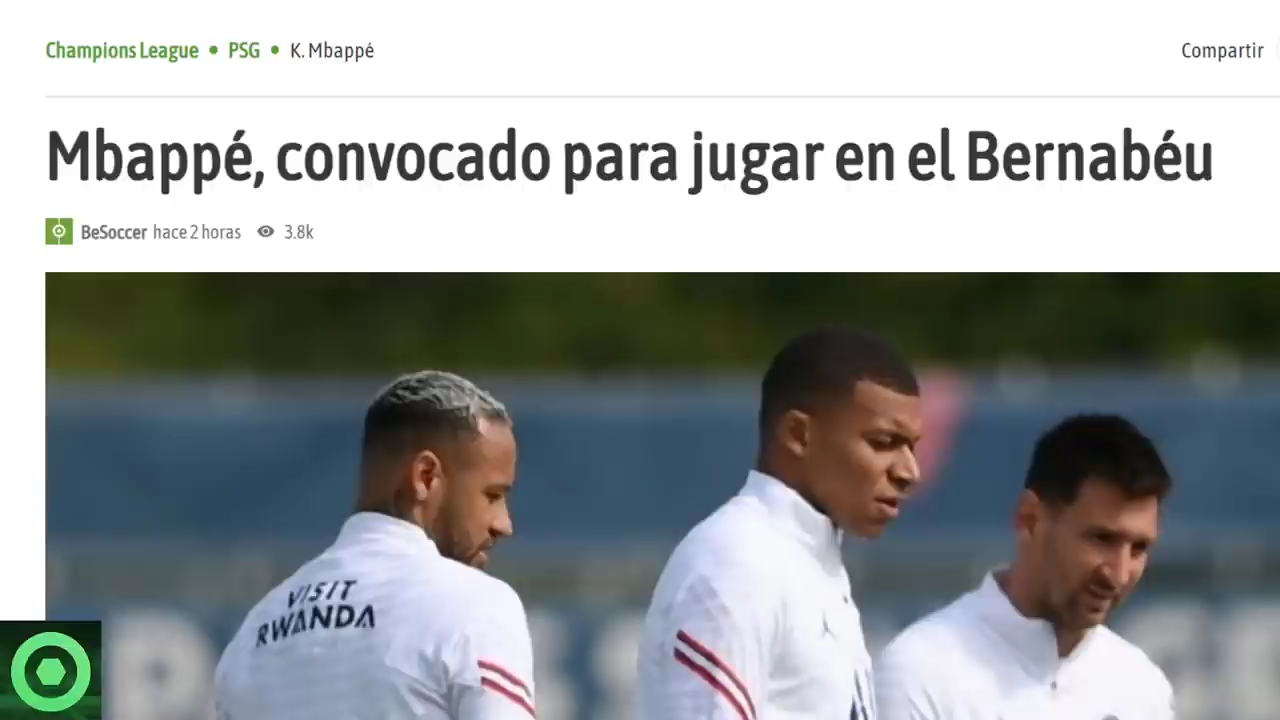 Champions League • PSG • K. Mbappé
Compartir
Mbappé, convocado para jugar en el Bernabéu
BeSoccer hace 2 horas 3.8k
VISIT
RWANDA